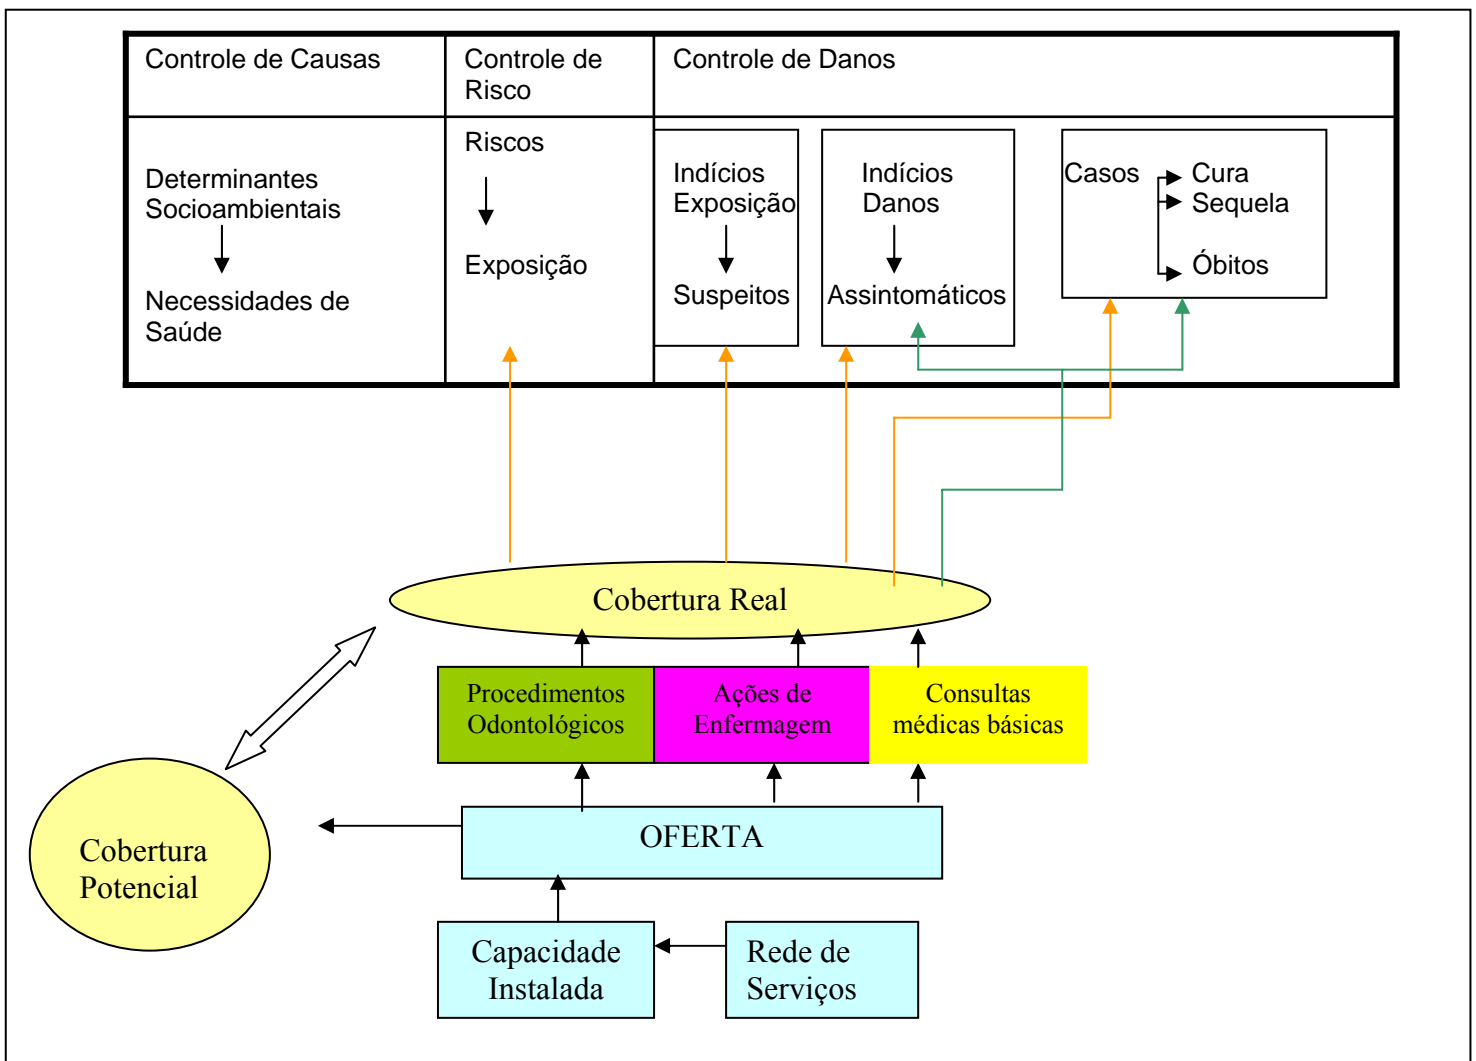 Controle de Causas
Controle de
Risco
Controle de Danos
Determinantes
Socioambientais
Necessidades de
Saúde
Riscos
Exposição
Indícios
Exposição
Suspeitos
Indícios
Danos
Assintomáticos
Casos
Cura
Sequela
Óbitos
Cobertura Real
Procedimentos
Odontológicos
Ações de
Enfermagem
Consultas
médicas básicas
OFERTA
Cobertura
Potencial
Capacidade
Instalada
Rede de
Serviços